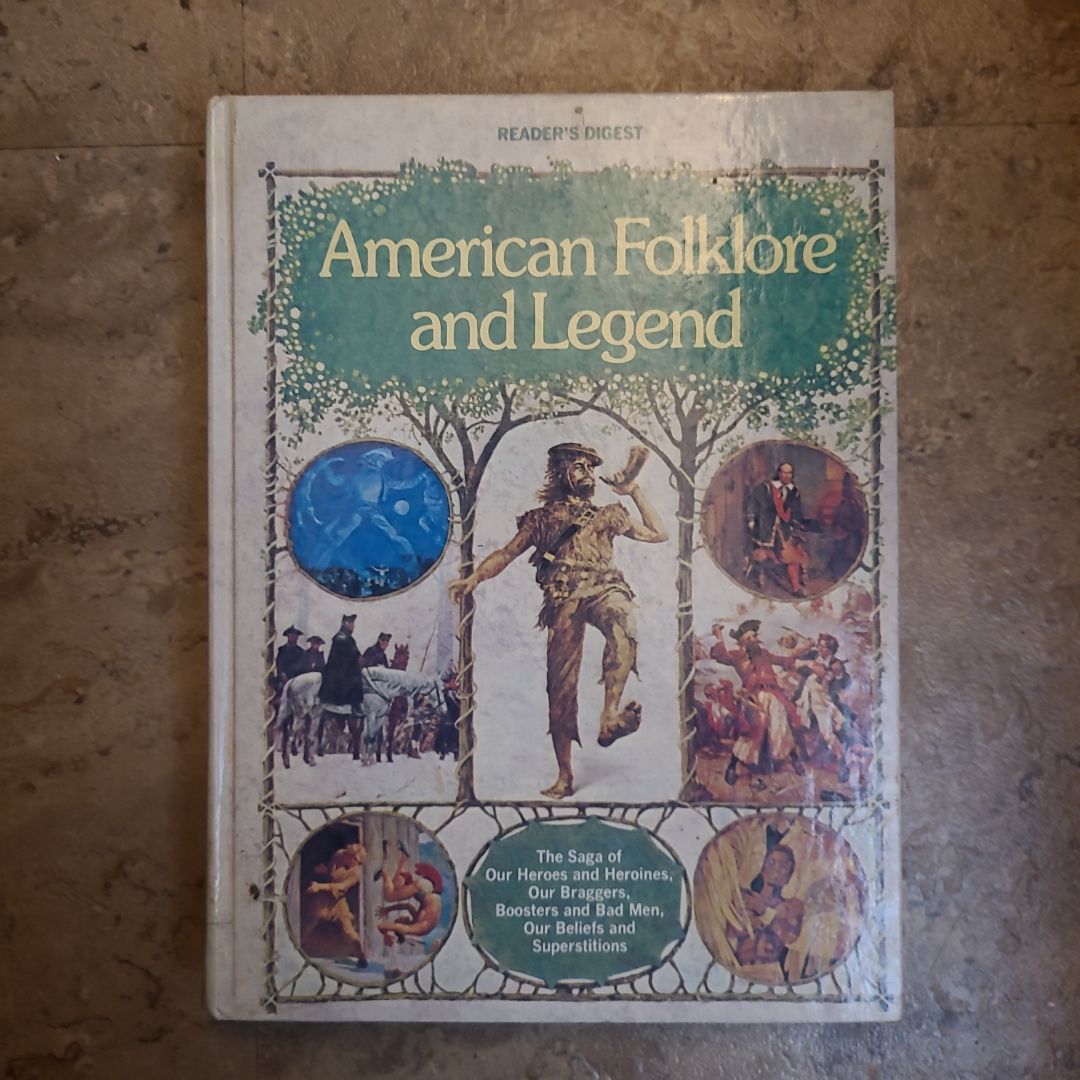 READER'S DIGEST
American Folklore
and Legend
The Saga of
Our Heroes and Heroines,
Our Braggers,
Boosters and Bad Men,
Our Beliefs and
Superstitions